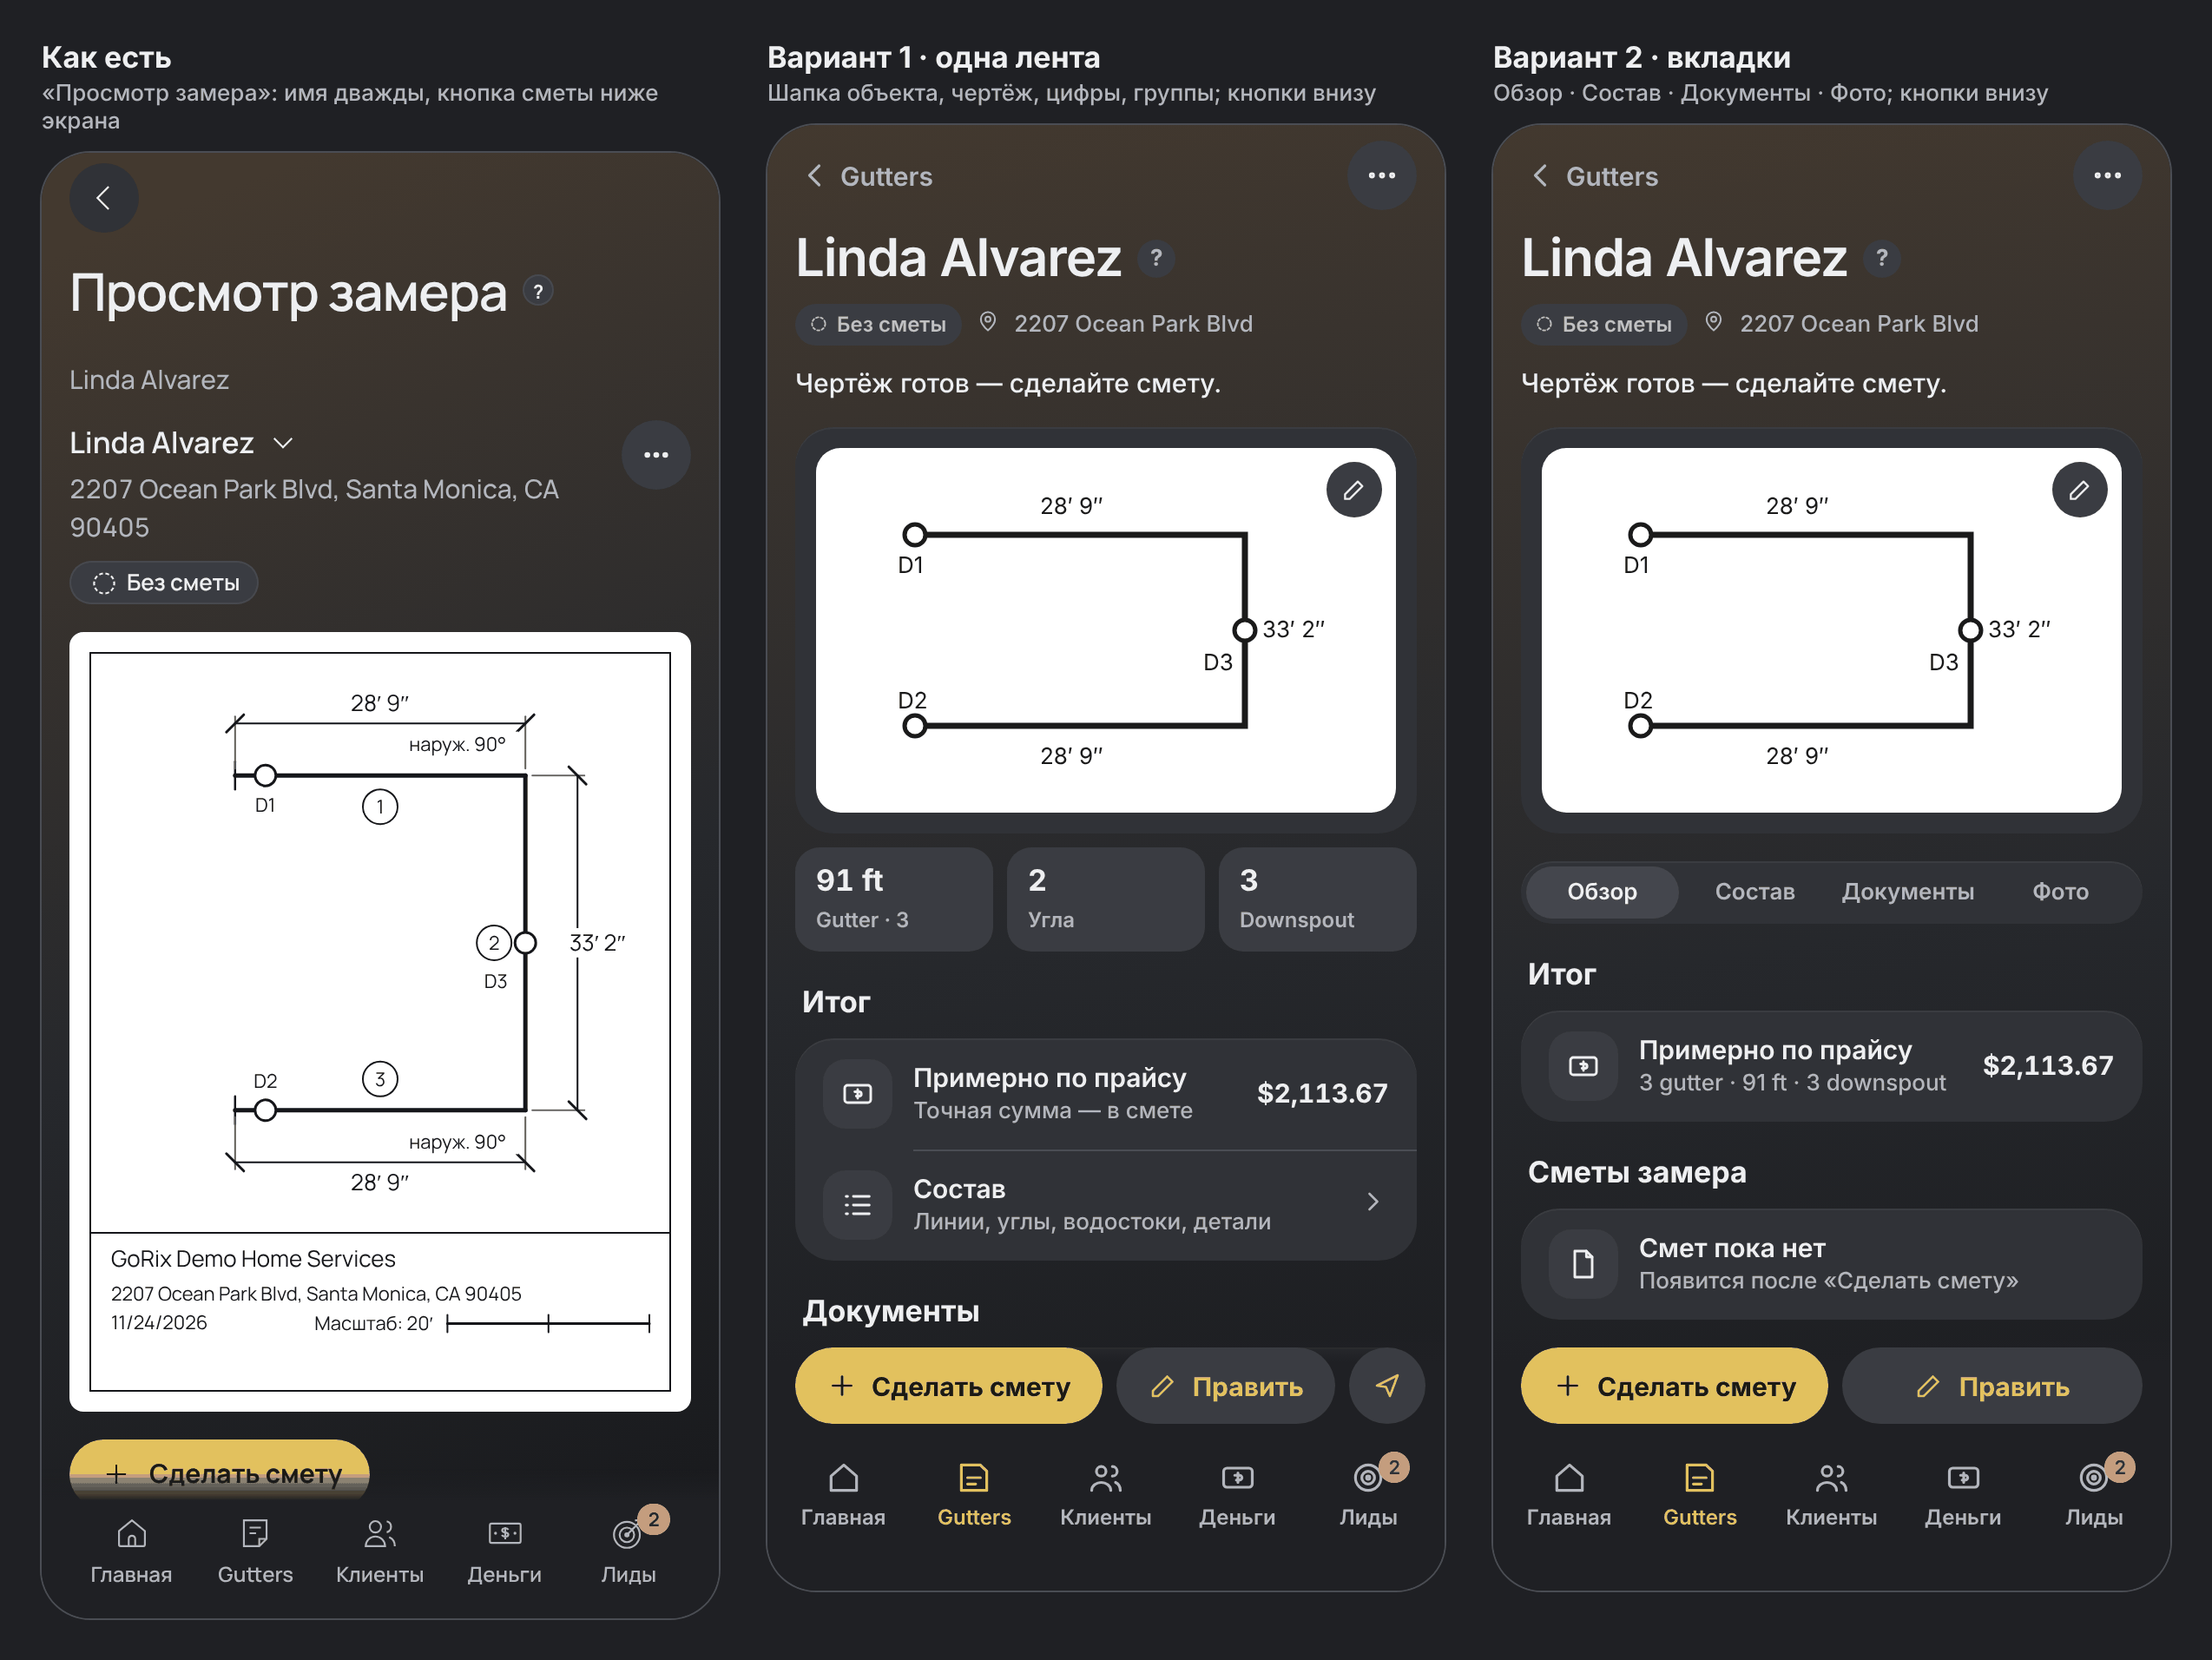 Как есть
«Просмотр замера»: имя дважды, кнопка сметы ниже
экрана
Просмотр замера ?
Linda Alvarez
Linda Alvarez
2207 Ocean Park Blvd, Santa Monica, CA
90405
Без сметы
28′ 9″
наруж. 90°
D1
1
2
33′ 2″
D3
D2
3
наруж. 90°
28′ 9″
GoRix Demo Home Services
2207 Ocean Park Blvd, Santa Monica, CA 90405
11/24/2026
Масштаб: 20′
Сделать смету
2
Главная
Gutters
Клиенты
Деньги
Лиды
Вариант 1 · одна лента
Шапка объекта, чертёж, цифры, группы; кнопки внизу
Gutters
Linda Alvarez ?
Без сметы
2207 Ocean Park Blvd
Чертёж готов — сделайте смету.
28′ 9″
D1
33′ 2″
D3
D2
28′ 9″
91 ft
Gutter · 3
2
Угла
3
Downspout
Итог
Примерно по прайсу
Точная сумма — в смете
$2,113.67
Состав
Линии, углы, водостоки, детали
Документы
Сделать смету
Править
2
Главная
Gutters
Клиенты
Деньги
Лиды
Вариант 2 · вкладки
Обзор · Состав · Документы · Фото; кнопки внизу
Gutters
Linda Alvarez ?
Без сметы
2207 Ocean Park Blvd
Чертёж готов — сделайте смету.
28′ 9″
D1
33′ 2″
D3
D2
28′ 9″
Обзор
Состав
Документы
Фото
Итог
Примерно по прайсу
3 gutter · 91 ft · 3 downspout
$2,113.67
Сметы замера
Смет пока нет
Появится после «Сделать смету»
Сделать смету
Править
2
Главная
Gutters
Клиенты
Деньги
Лиды